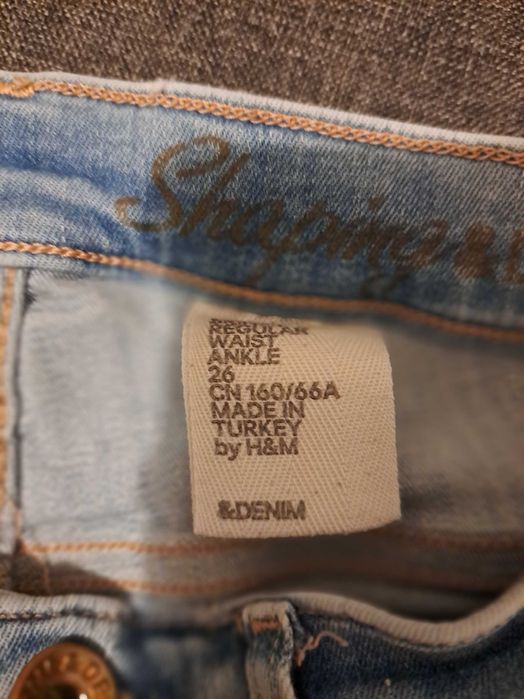 Shaping &
REGULAR
WAIST
ANKLE
26
CN 160/66A
MADE IN
TURKEY
by H&M
&DENIM